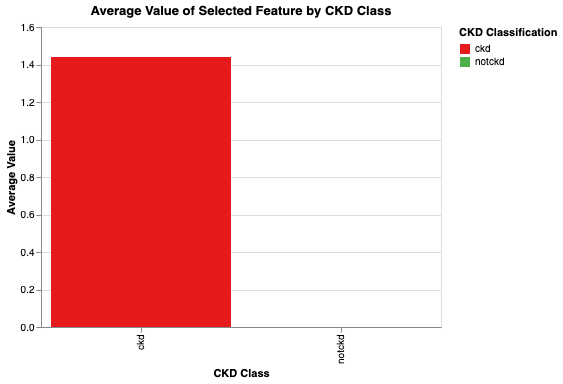 Average Value of Selected Feature by CKD Class
CKD Classification
ckd
notckd
Average Value
1.6
1.4
1.2
1.0
0.8
0.6
0.4
0.2
0.0
ckd
notckd
CKD Class